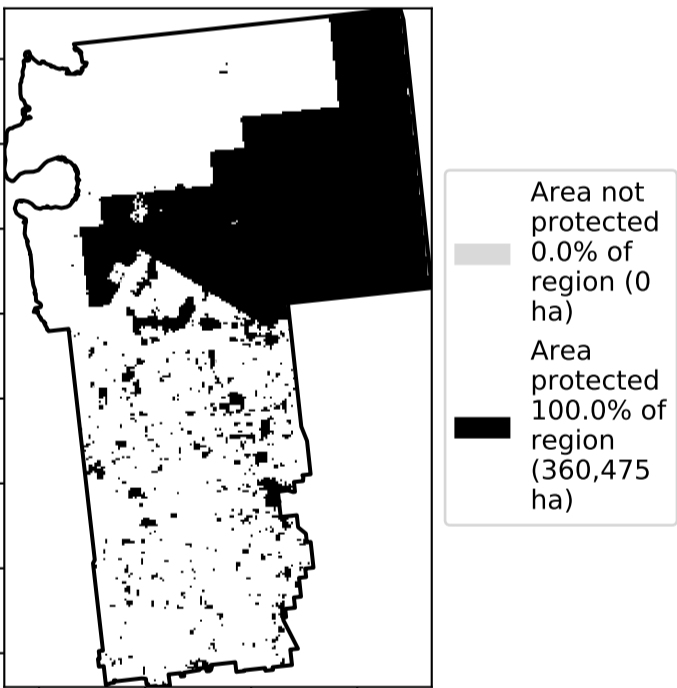 Area not
protected
0.0% of
region (0
ha)
Area
protected
100.0% of
region
(360,475
ha)